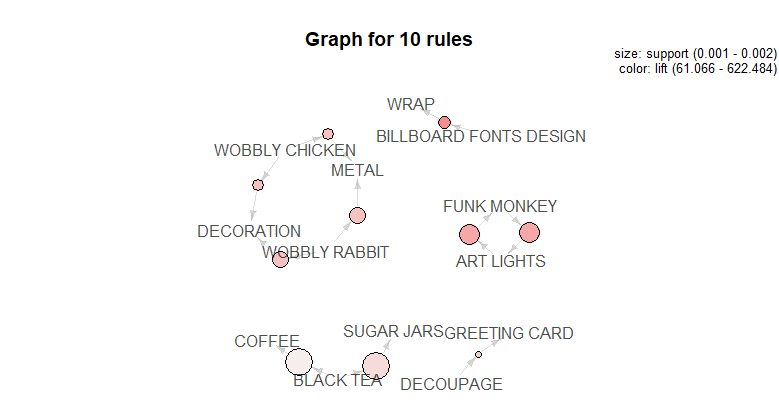 Graph for 10 rules
size: support (0.001 - 0.002)
color: lift (61.066 - 622.484)
WRAP
BILLBOARD FONTS DESIGN
WOBBLY CHICKEN
METAL
FUNK MONKEY
DECORATION
WOBBLY RABBIT
ART LIGHTS
SUGAR JARS
GREETING CARD
COFFEE
BLACK TEA
DECOUPAGE